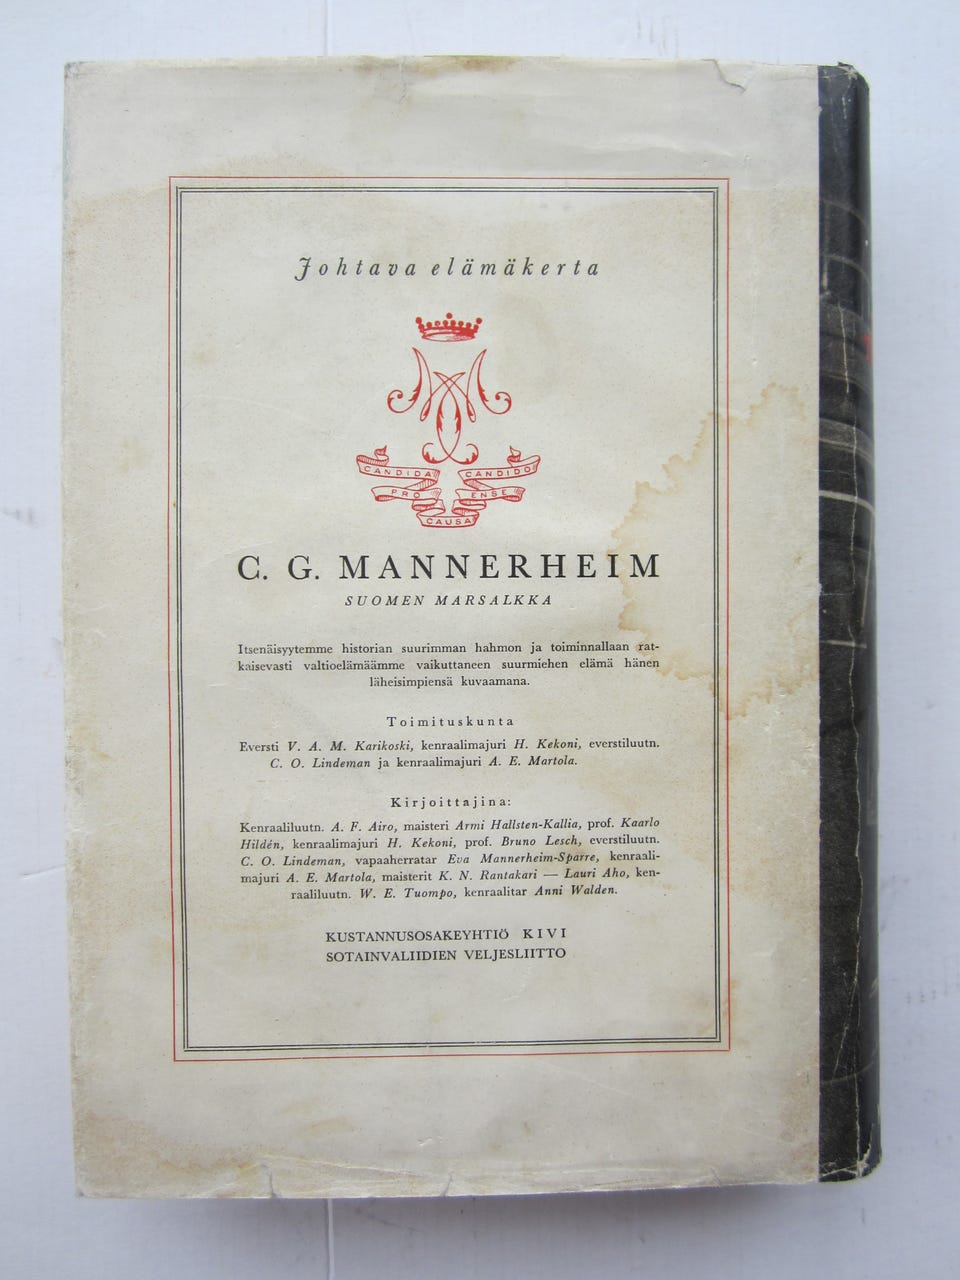 Johtava elämäkerta
CANDIDA CANDIDO
PRO ENSE
CAUSA
C. G. MANNERHEIM
SUOMEN MARSALKKA
Itsenäisyytemme historian suurimman hahmon ja toiminnallaan rat-
kaisevasti valtioelämäämme vaikuttaneen suurmiehen elämä hänen
läheisimpiensä kuvaamana.
Toimituskunta
Eversti V. A. M. Karikoski, kenraalimajuri H. Kekoni, everstiluutn.
C. O. Lindeman ja kenraalimajuri A. E. Martola.
Kirjoittajina:
Kenraaliluutn. A. F. Airo, maisteri Armi Hallsten-Kallia, prof. Kaarlo
Hildén, kenraalimajuri H. Kekoni, prof. Bruno Lesch, everstiluutn.
C. O. Lindeman, vapaaherratar Eva Mannerheim-Sparre, kenraali-
majuri A. E. Martola, maisterit K. N. Rantakari — Lauri Aho, ken-
raaliluutn. W. E. Tuompo, kenraalitar Anni Walden.
KUSTANNUSOSAKEYHTIÖ KIVI
SOTAINVALIIDIEN VELJESLIITTO